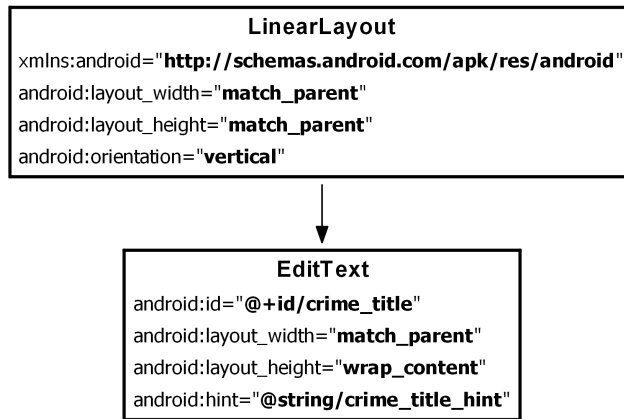 LinearLayout
xmlns:android="http://schemas.android.com/apk/res/android"
android:layout_width="match_parent"
android:layout_height="match_parent"
android:orientation="vertical"
EditText
android:id="@+id/crime_title"
android:layout_width="match_parent"
android:layout_height="wrap_content"
android:hint="@string/crime_title_hint"